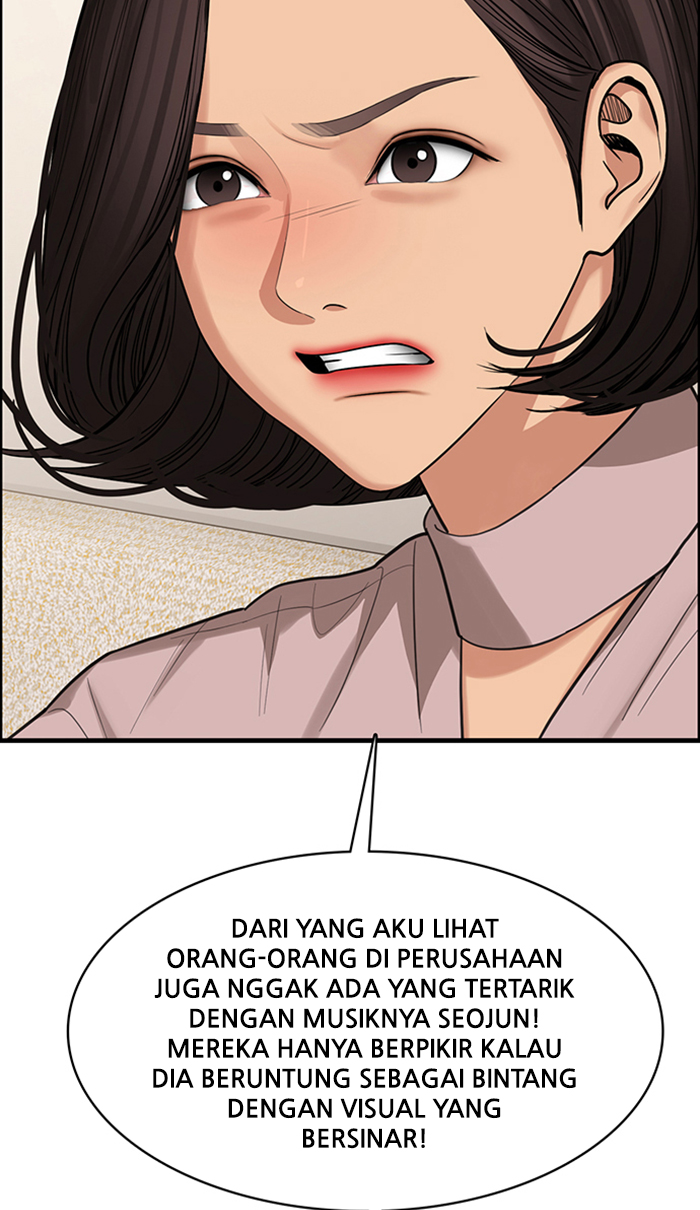 DARI YANG AKU LIHAT
ORANG-ORANG DI PERUSAHAAN
JUGA NGGAK ADA YANG TERTARIK
DENGAN MUSIKNYA SEOJUN!
MEREKA HANYA BERPIKIR KALAU
DIA BERUNTUNG SEBAGAI BINTANG
DENGAN VISUAL YANG
BERSINAR!